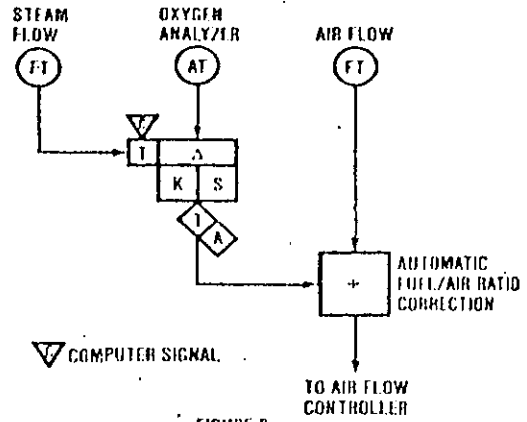 STEAM
FLOW
OXYGEN
ANALYZER
AIR FLOW
FT
AT
FT
T
Δ
K S
T
A
+
AUTOMATIC
FUEL/AIR RATIO
CORRECTION
COMPUTER SIGNAL
TO AIR FLOW
CONTROLLER